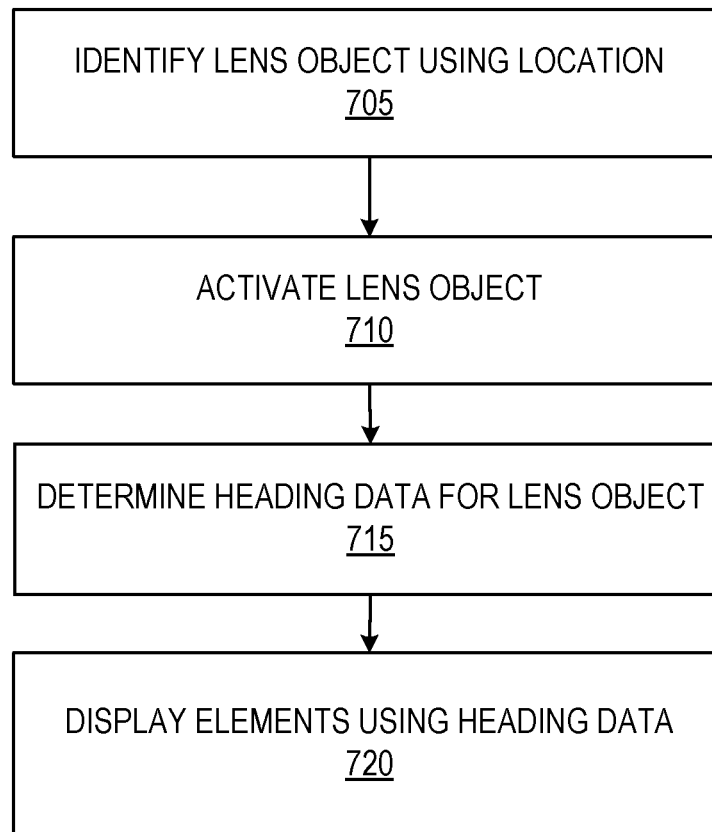 IDENTIFY LENS OBJECT USING LOCATION
705
ACTIVATE LENS OBJECT
710
DETERMINE HEADING DATA FOR LENS OBJECT
715
DISPLAY ELEMENTS USING HEADING DATA
720